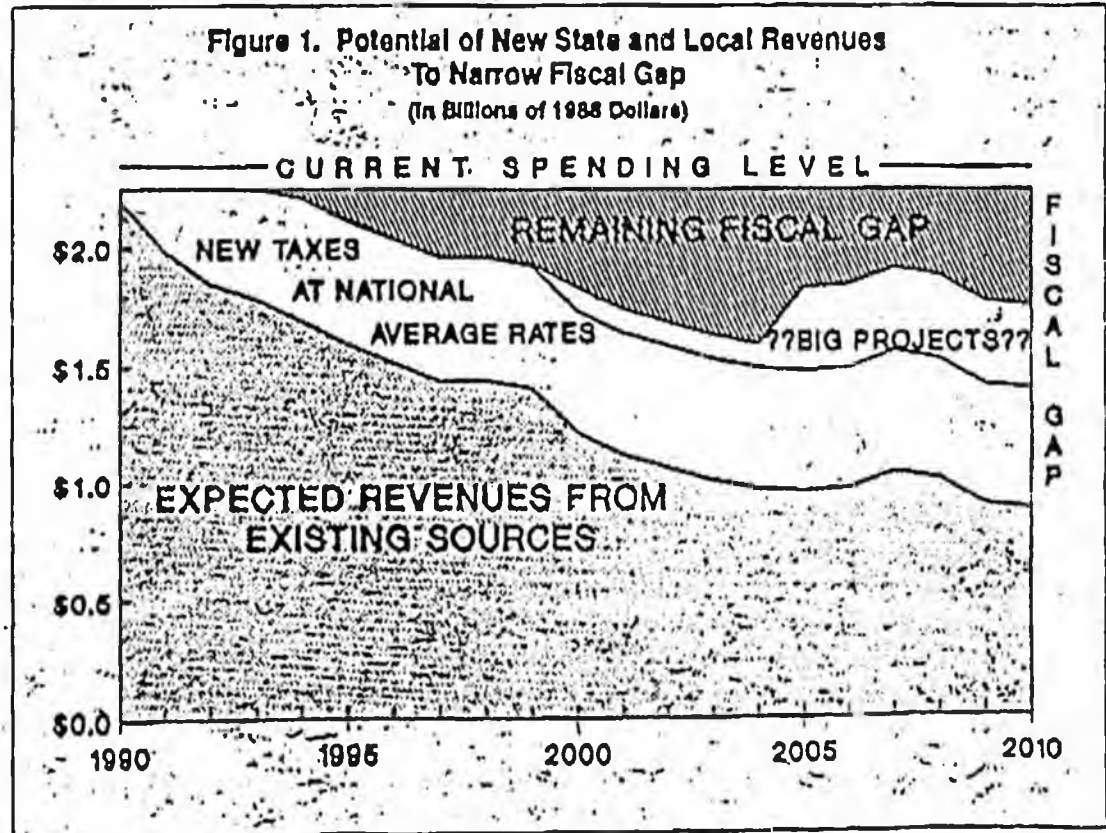 Figure 1. Potential of New State and Local Revenues
To Narrow Fiscal Gap
(In Billions of 1988 Dollars)
CURRENT SPENDING LEVEL
REMAINING FISCAL GAP
NEW TAXES
AT NATIONAL
AVERAGE RATES
??BIG PROJECTS??
EXPECTED REVENUES FROM
EXISTING SOURCES
FISCAL GAP
$2.0
$1.5
$1.0
$0.5
$0.0
1990 1995 2000 2005 2010